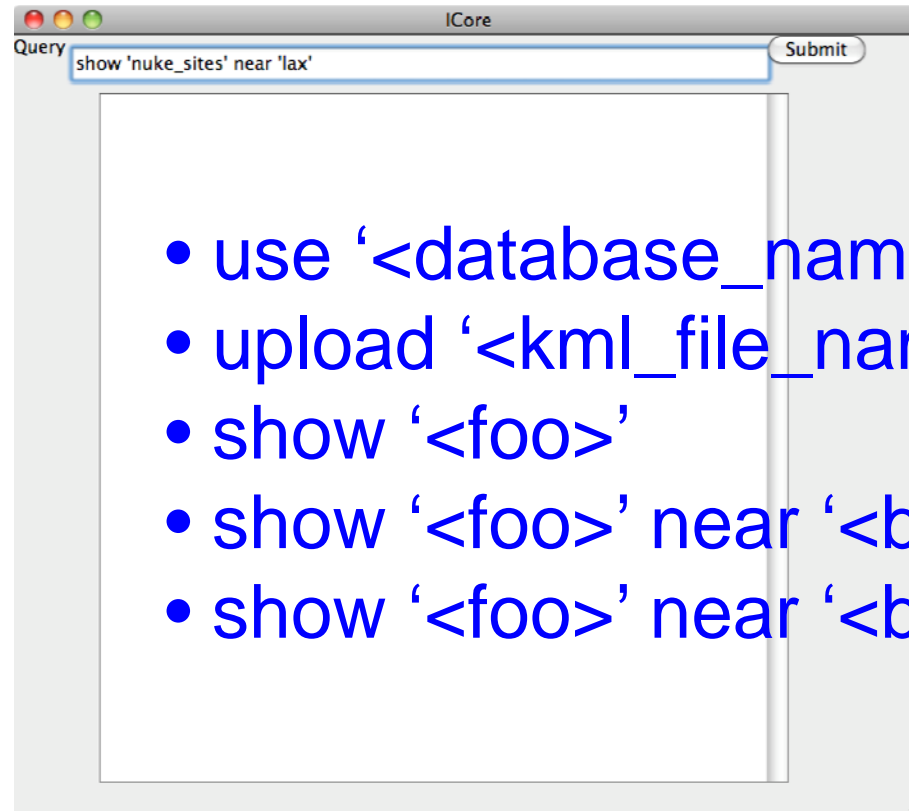 ICore
Query show 'nuke_sites' near 'lax' Submit
• use ‘<database_nam
• upload ‘<kml_file_nar
• show ‘<foo>’
• show ‘<foo>’ near ‘<b
• show ‘<foo>’ near ‘<b